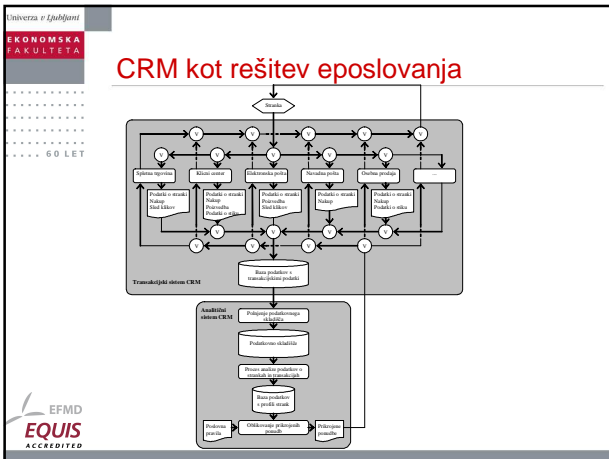 Univerza v Ljubljani
EKONOMSKA
FAKULTETA
60 LET
CRM kot rešitev eposlovanja
Stranka
V V V V V V
V V V V V
Spletna trgovina
Klicni center
Elektronska pošta
Navadna pošta
Osebna prodaja
...
Podatki o stranki
Nakup
Sled klikov
Podatki o stranki
Nakup
Poizvedba
Podatki o stiku
Podatki o stranki
Poizvedba
Sled klikov
Podatki o stranki
Nakup
Podatki o stranki
Nakup
Podatki o stiku
V V V V V
V V V V V
Baza podatkov s
transakcijskimi podatki
Transakcijski sistem CRM
Analitični
sistem CRM
Polnjenje podatkovnega
skladišča
Podatkovno skladišče
Proces analize podatkov o
strankah in transakcijah
Baza podatkov
s profili strank
Poslovna
pravila
Oblikovanje prikrojenih
ponudb
Prikrojene
ponudbe
EFMD
EQUIS
ACCREDITED